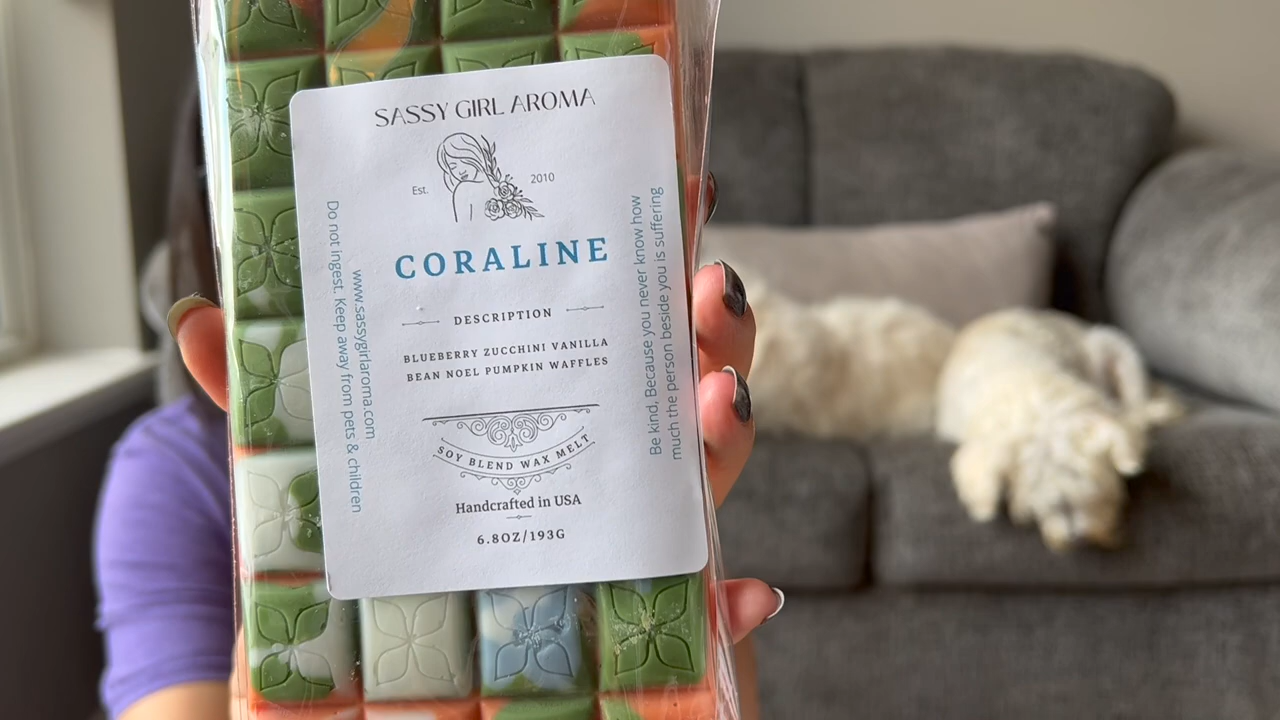 SASSY GIRL AROMA
Est. 2010
CORALINE
DESCRIPTION
BLUEBERRY ZUCCHINI VANILLA
BEAN NOEL PUMPKIN WAFFLES
SOY BLEND WAX MELT
Handcrafted in USA
6.8OZ/193G
www.sassygirlaroma.com
Do not ingest. Keep away from pets & children
Be kind, Because you never know how
much the person beside you is suffering